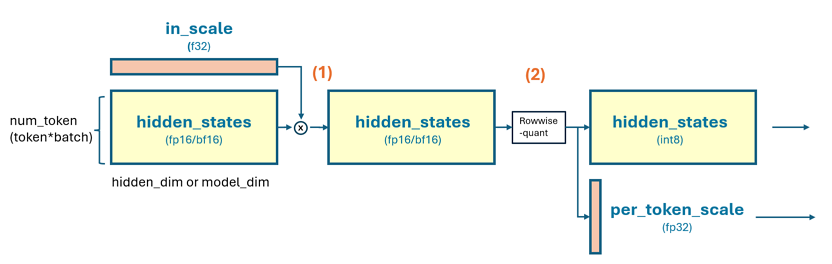 in_scale
(f32)
(1)
(2)
num_token
(token*batch)
hidden_states
(fp16/bf16)
x
hidden_states
(fp16/bf16)
Rowwise
-quant
hidden_states
(int8)
hidden_dim or model_dim
per_token_scale
(fp32)